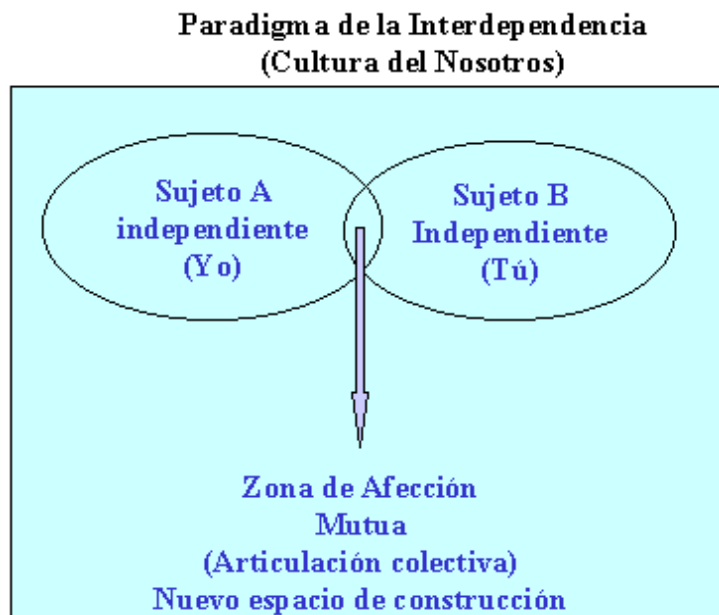 Paradigma de la Interdependencia
(Cultura del Nosotros)
Sujeto A
independiente
(Yo)
Sujeto B
Independiente
(Tú)
Zona de Afección
Mutua
(Articulación colectiva)
Nuevo espacio de construcción